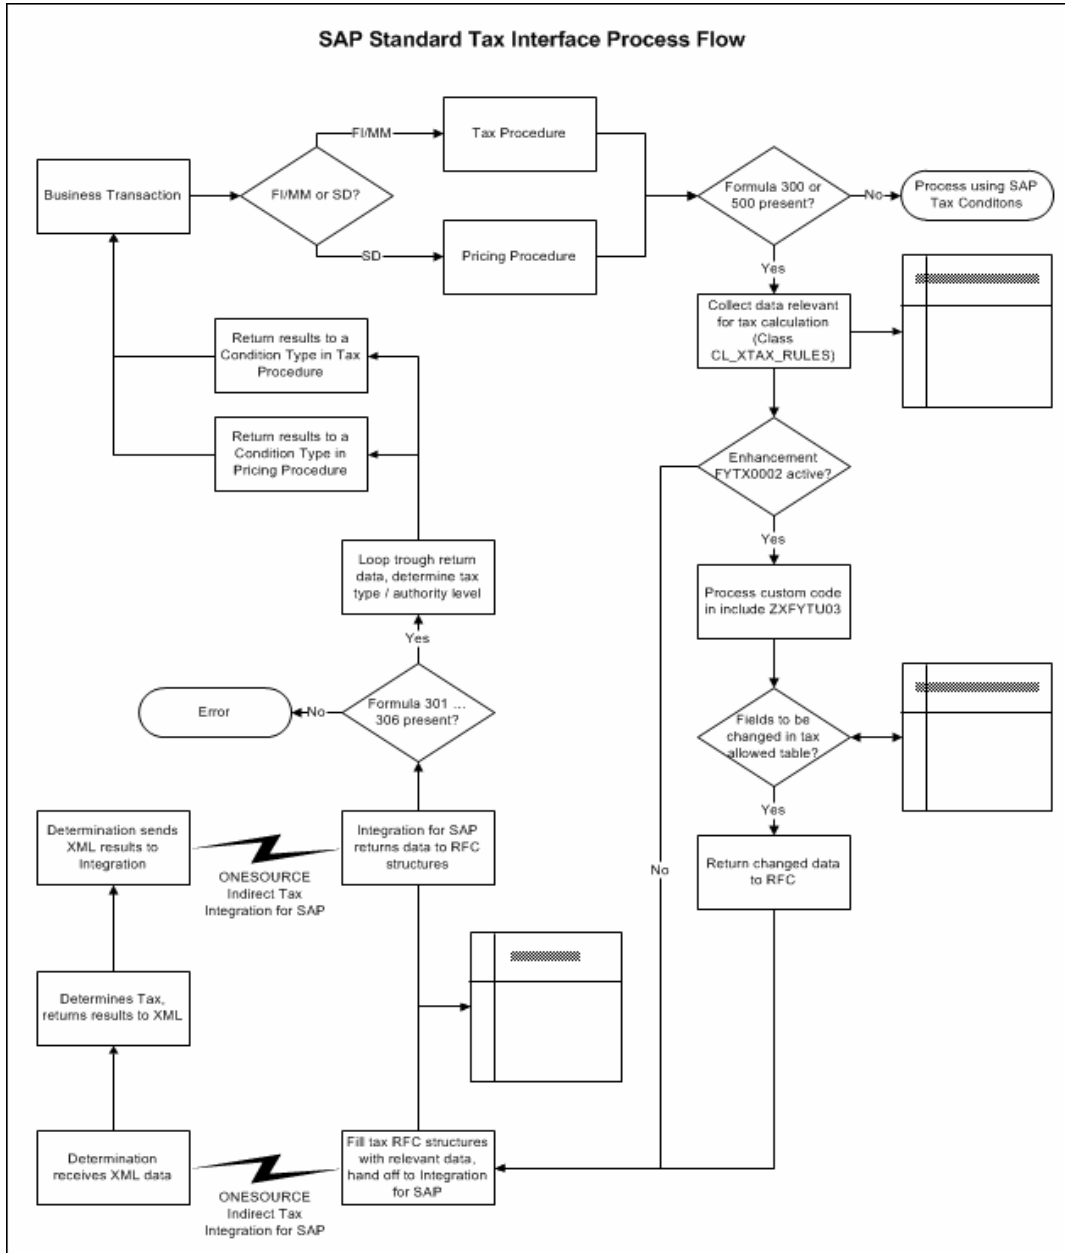 SAP Standard Tax Interface Process Flow
FI/MM
Tax Procedure
Business Transaction
FI/MM or SD?
Formula 300 or
500 present?
No
Process using SAP
Tax Conditons
SD
Pricing Procedure
Yes
Collect data relevant
for tax calculation
(Class
CL_XTAX_RULES)
Return results to a
Condition Type in Tax
Procedure
Return results to a
Condition Type in
Pricing Procedure
Enhancement
FYTX0002 active?
Yes
Loop trough return
data, determine tax
type / authority level
Process custom code
in include ZXFYTU03
Yes
Error
No
Formula 301 ...
306 present?
Fields to be
changed in tax
allowed table?
Yes
Determination sends
XML results to
Integration
ONESOURCE
Indirect Tax
Integration for SAP
Integration for SAP
returns data to RFC
structures
No
Return changed data
to RFC
Determines Tax,
returns results to XML
Determination
receives XML data
ONESOURCE
Indirect Tax
Integration for SAP
Fill tax RFC structures
with relevant data,
hand off to Integration
for SAP